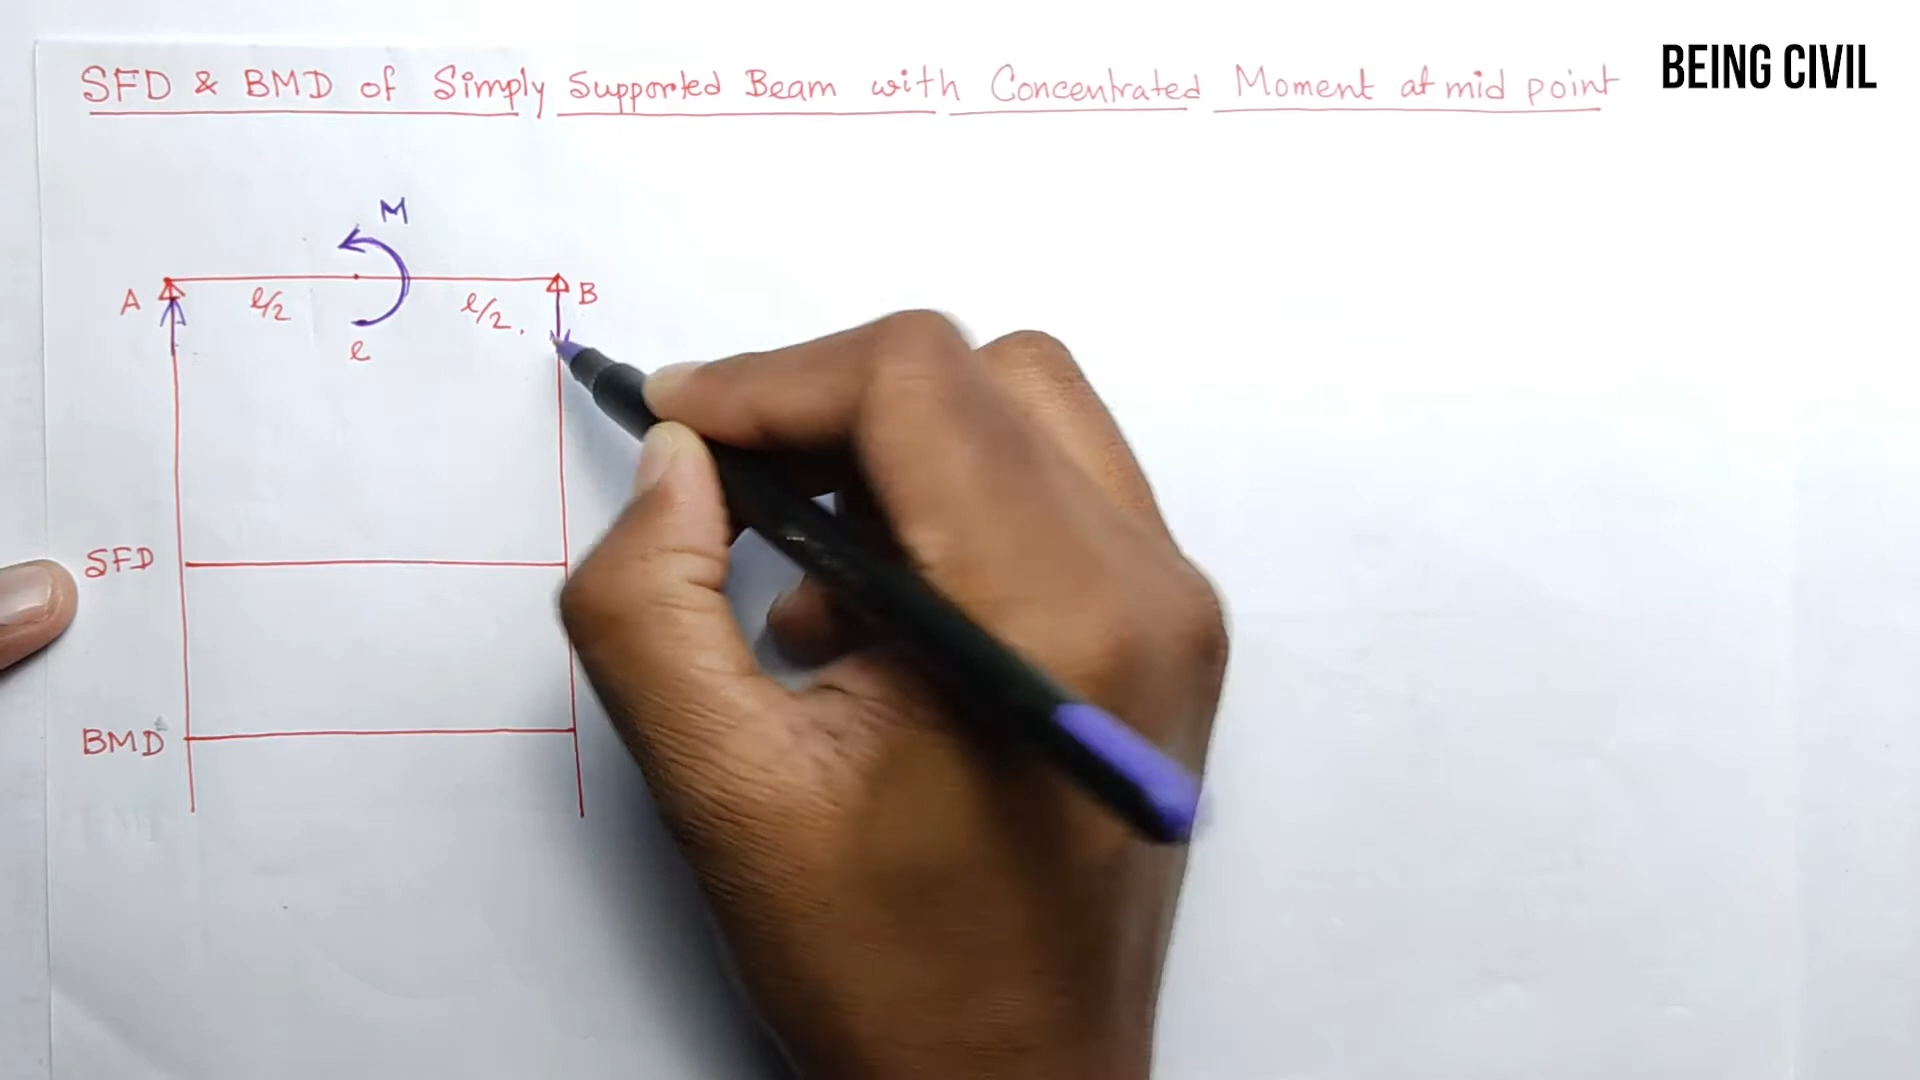 SFD & BMD of Simply Supported Beam with Concentrated Moment at mid point
BEING CIVIL
M
A
l/2
l/2.
B
l
SFD
BMD